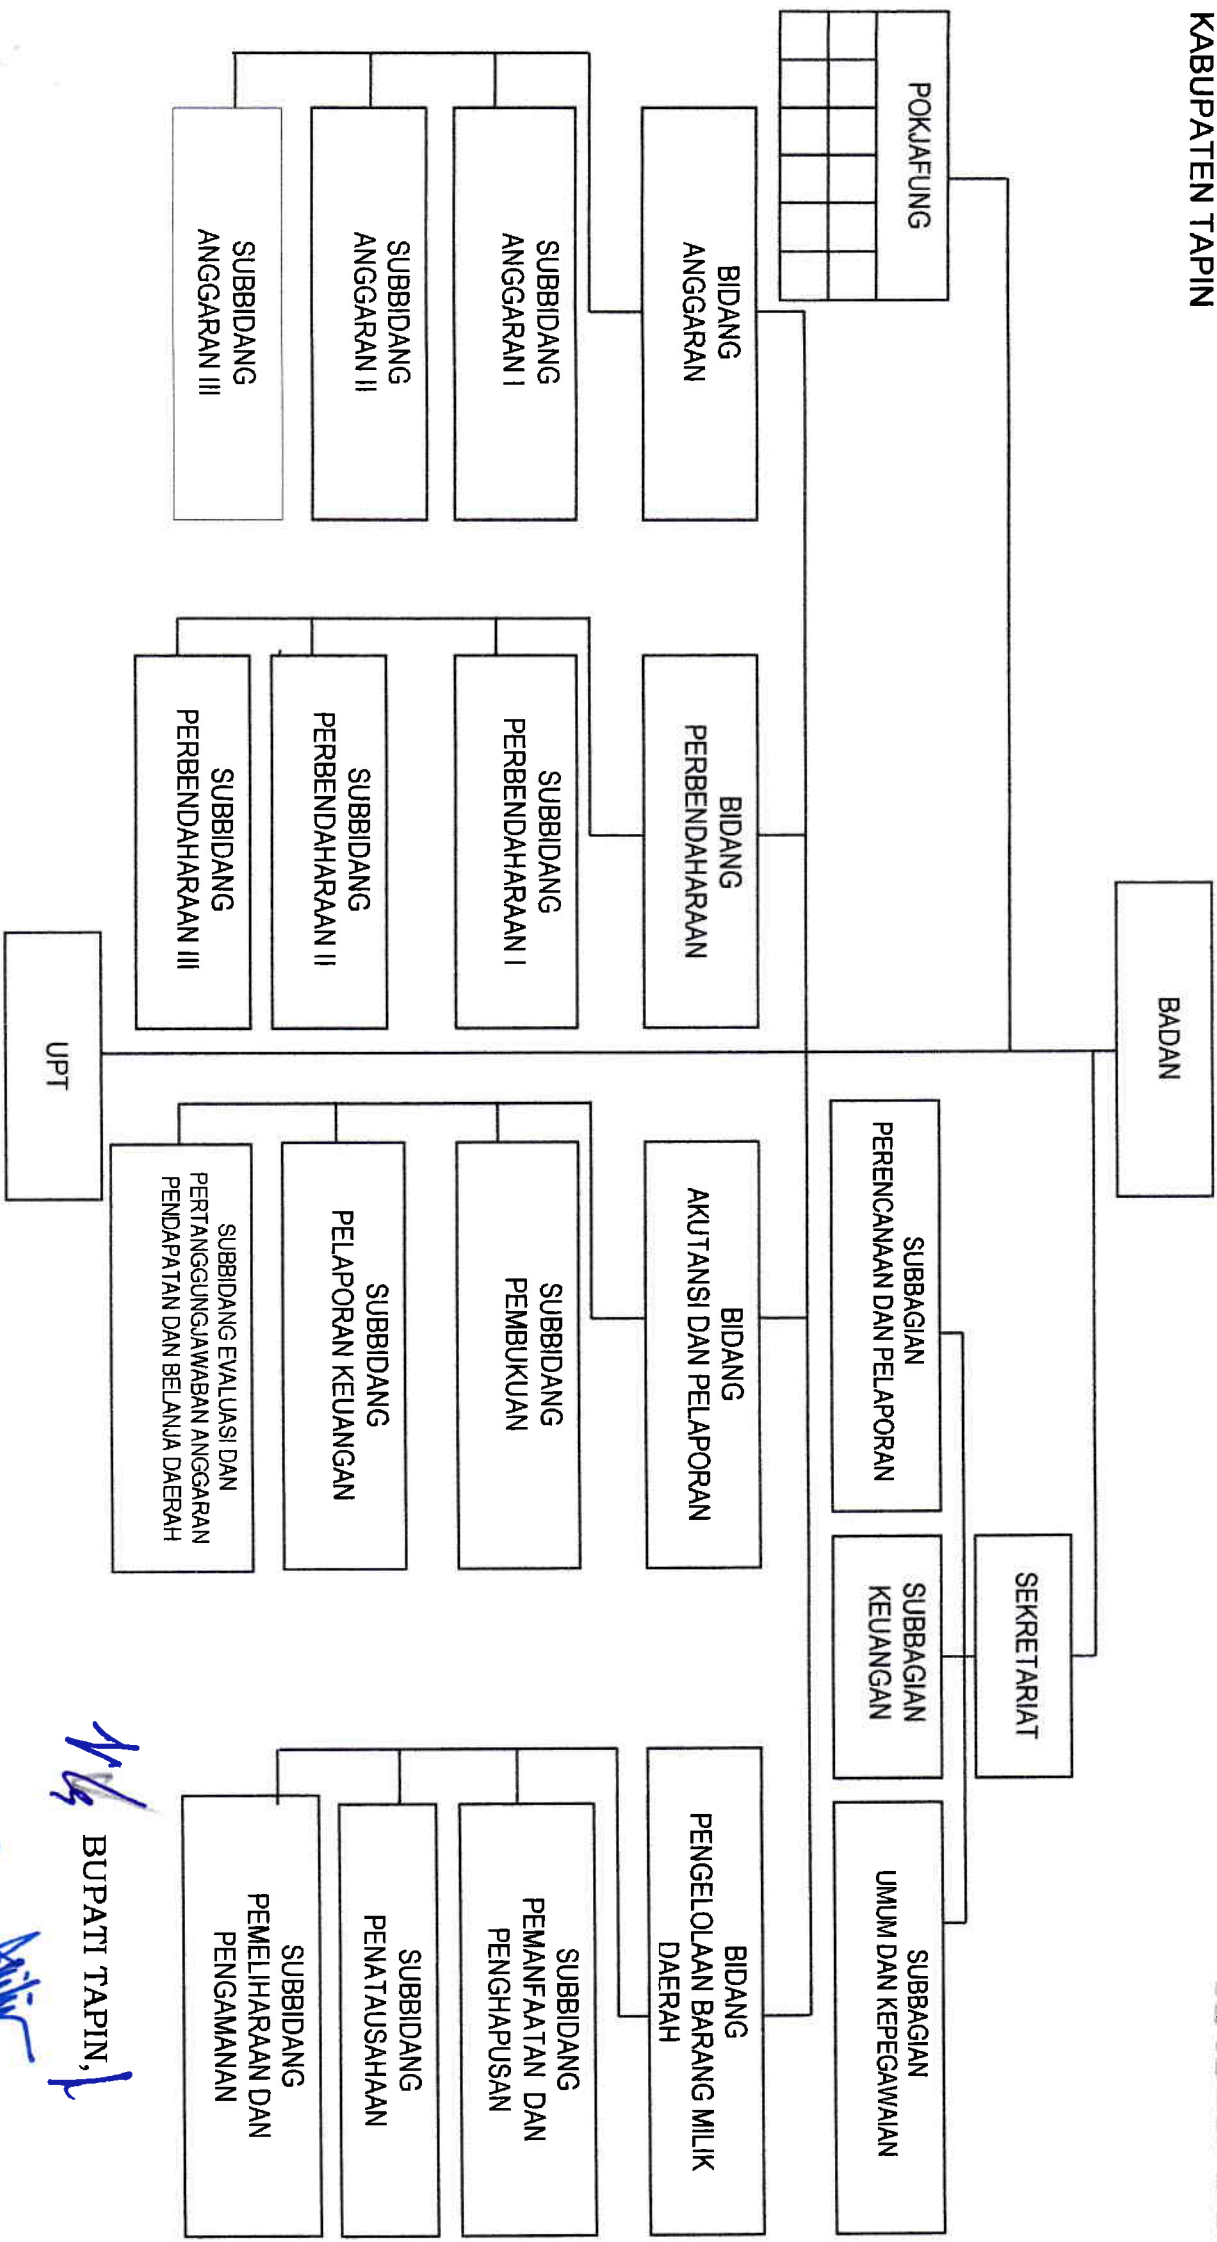 KABUPATEN TAPIN
BADAN
SEKRETARIAT
POKJAFUNG
SUBBAGIAN
PERENCANAAN DAN PELAPORAN
SUBBAGIAN
KEUANGAN
SUBBAGIAN
UMUM DAN KEPEGAWAIAN
BIDANG
ANGGARAN
BIDANG
PERBENDAHARAAN
BIDANG
AKUTANSI DAN PELAPORAN
BIDANG
PENGELOLAAN BARANG MILIK
DAERAH
SUBBIDANG
ANGGARAN I
SUBBIDANG
PERBENDAHARAAN I
SUBBIDANG
PEMBUKUAN
SUBBIDANG
PEMANFAATAN DAN
PENGHAPUSAN
SUBBIDANG
ANGGARAN II
SUBBIDANG
PERBENDAHARAAN II
SUBBIDANG
PELAPORAN KEUANGAN
SUBBIDANG
PENATAUSAHAAN
SUBBIDANG
ANGGARAN III
SUBBIDANG
PERBENDAHARAAN III
SUBBIDANG EVALUASI DAN
PERTANGGUNGJAWABAN ANGGARAN
PENDAPATAN DAN BELANJA DAERAH
SUBBIDANG
PEMELIHARAAN DAN
PENGAMANAN
UPT
BUPATI TAPIN,